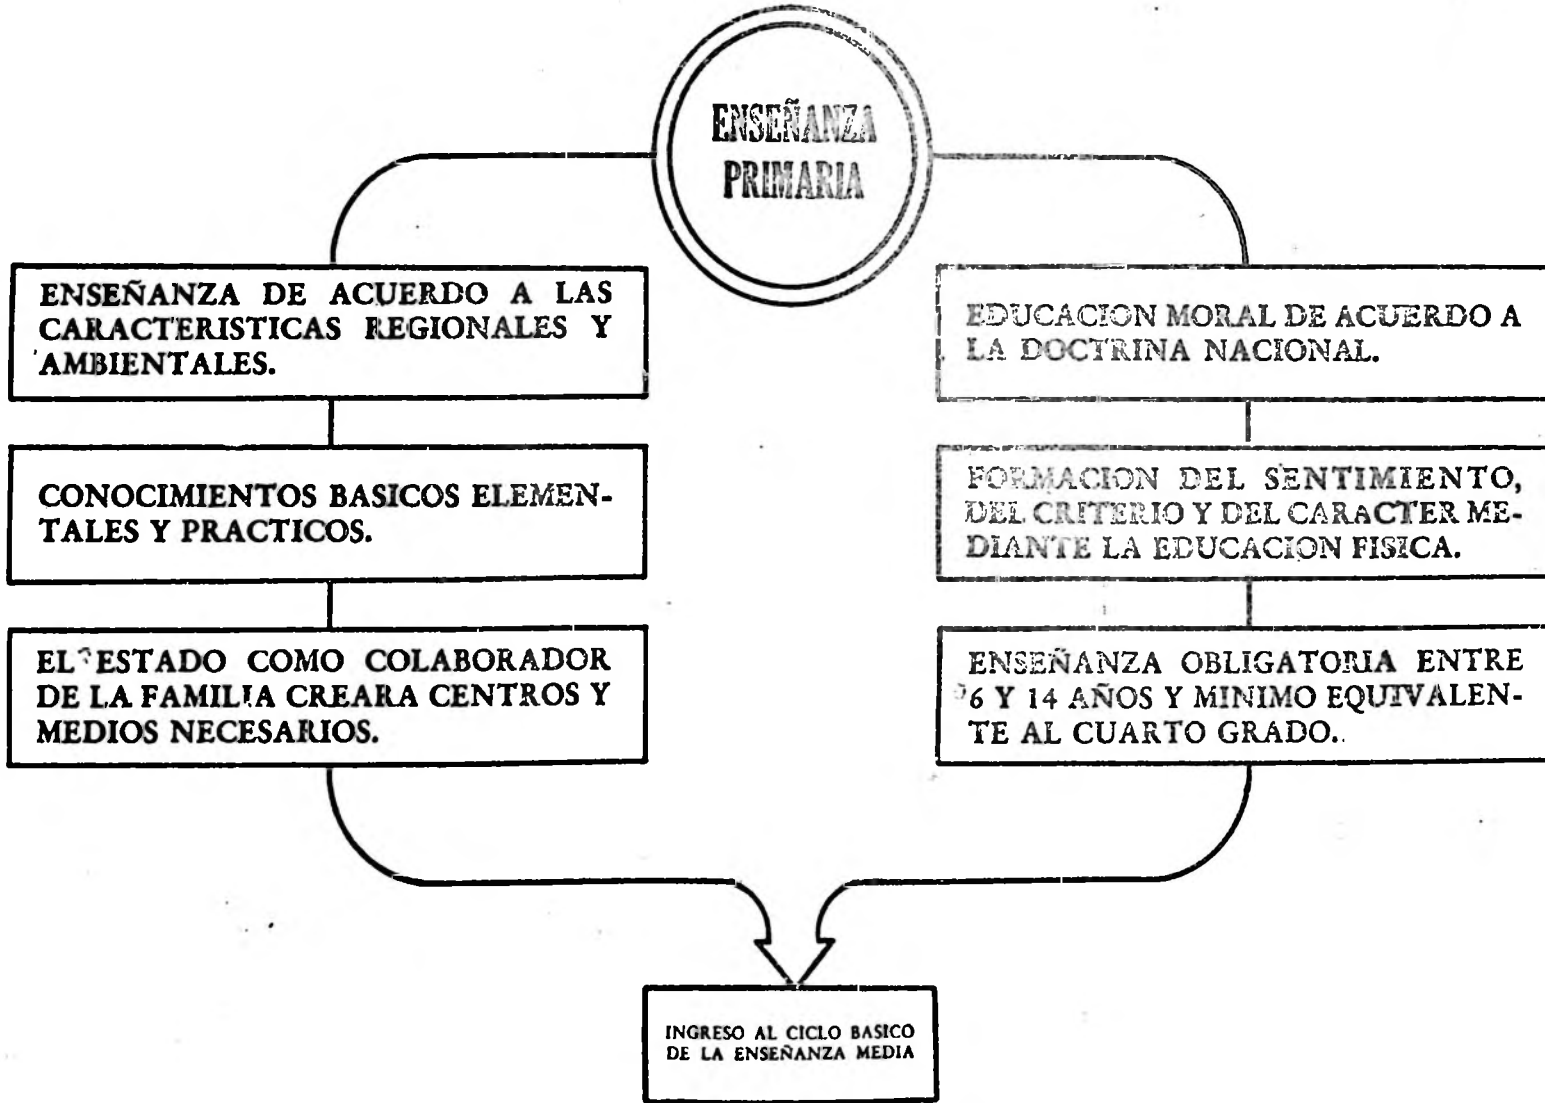 ENSEÑANZA
PRIMARIA
ENSEÑANZA DE ACUERDO A LAS
CARACTERISTICAS REGIONALES Y
AMBIENTALES.
CONOCIMIENTOS BASICOS ELEMEN-
TALES Y PRACTICOS.
EL ESTADO COMO COLABORADOR
DE LA FAMILIA CREARA CENTROS Y
MEDIOS NECESARIOS.
EDUCACION MORAL DE ACUERDO A
LA DOCTRINA NACIONAL.
FORMACION DEL SENTIMIENTO,
DEL CRITERIO Y DEL CARACTER ME-
DIANTE LA EDUCACION FISICA.
ENSEÑANZA OBLIGATORIA ENTRE
6 Y 14 AÑOS Y MINIMO EQUIVALEN-
TE AL CUARTO GRADO.
INGRESO AL CICLO BASICO
DE LA ENSEÑANZA MEDIA